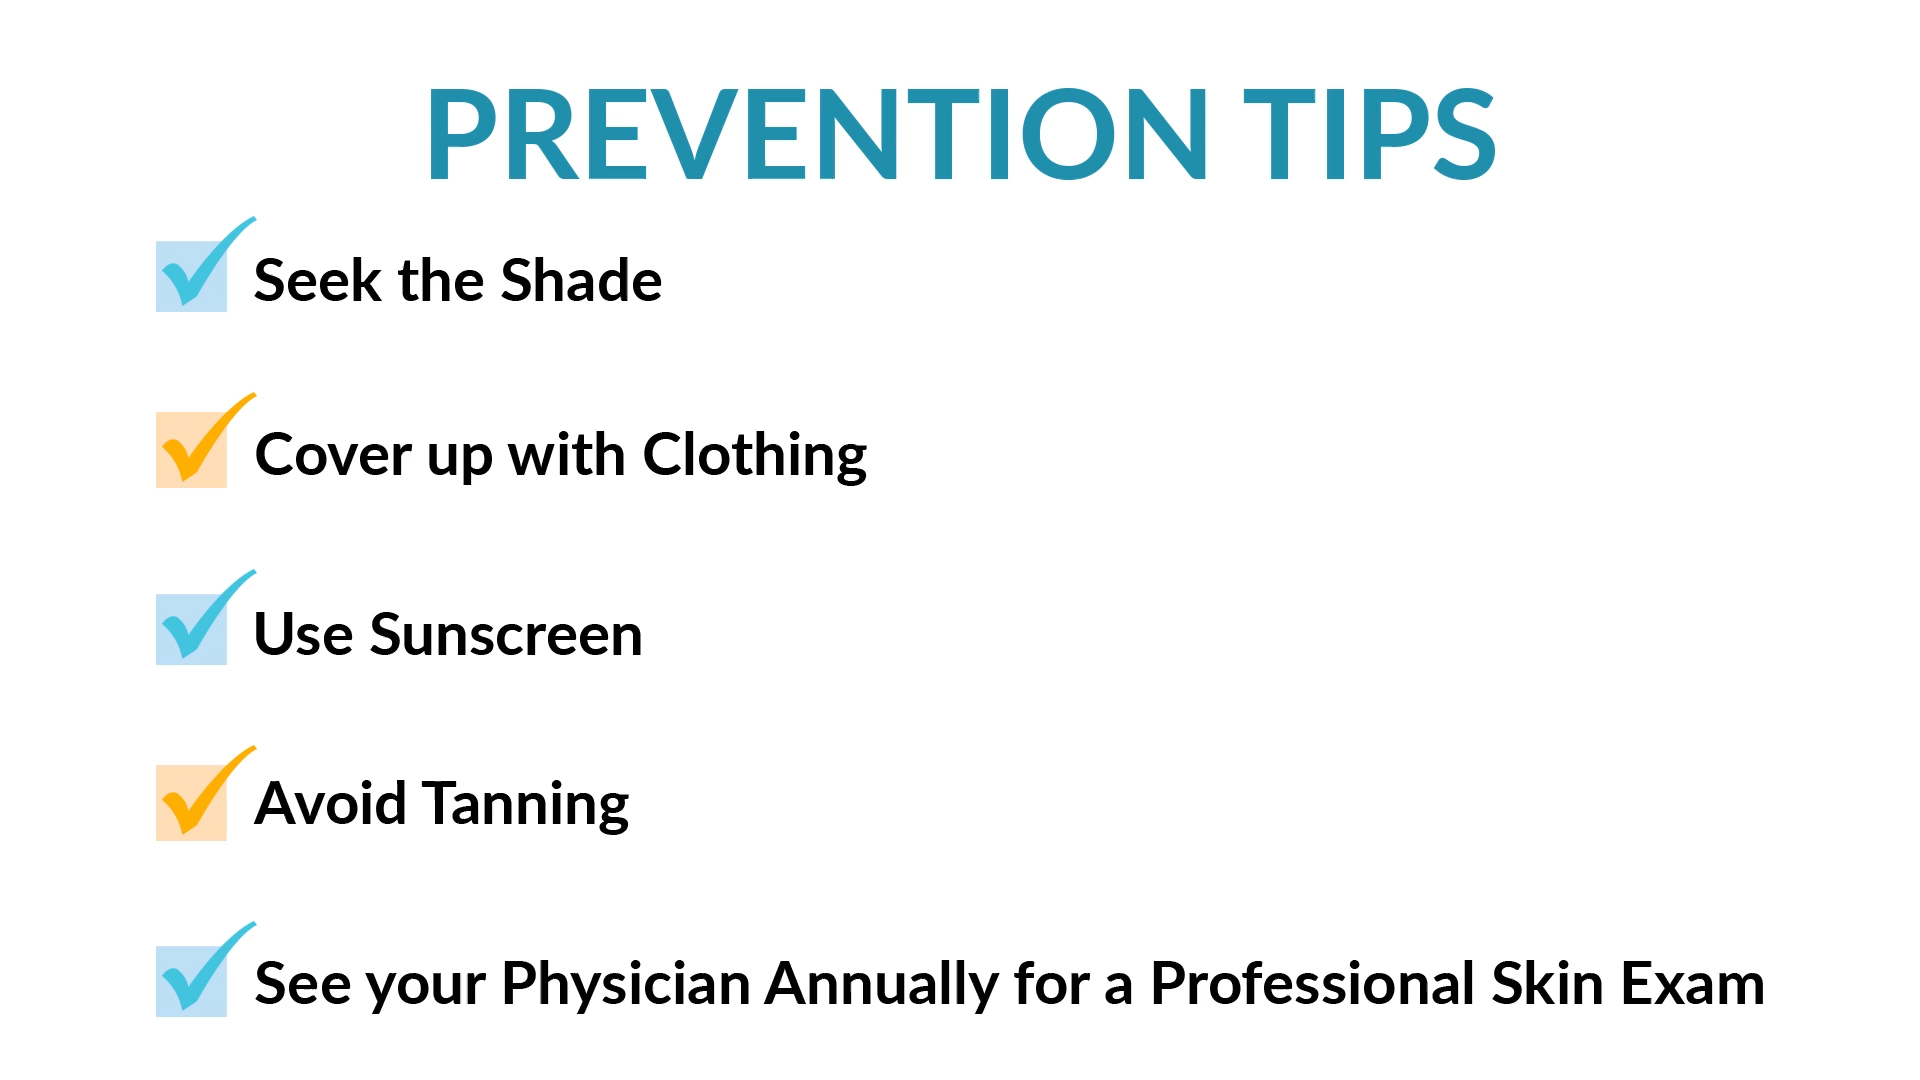 PREVENTION TIPS
Seek the Shade
Cover up with Clothing
Use Sunscreen
Avoid Tanning
See your Physician Annually for a Professional Skin Exam